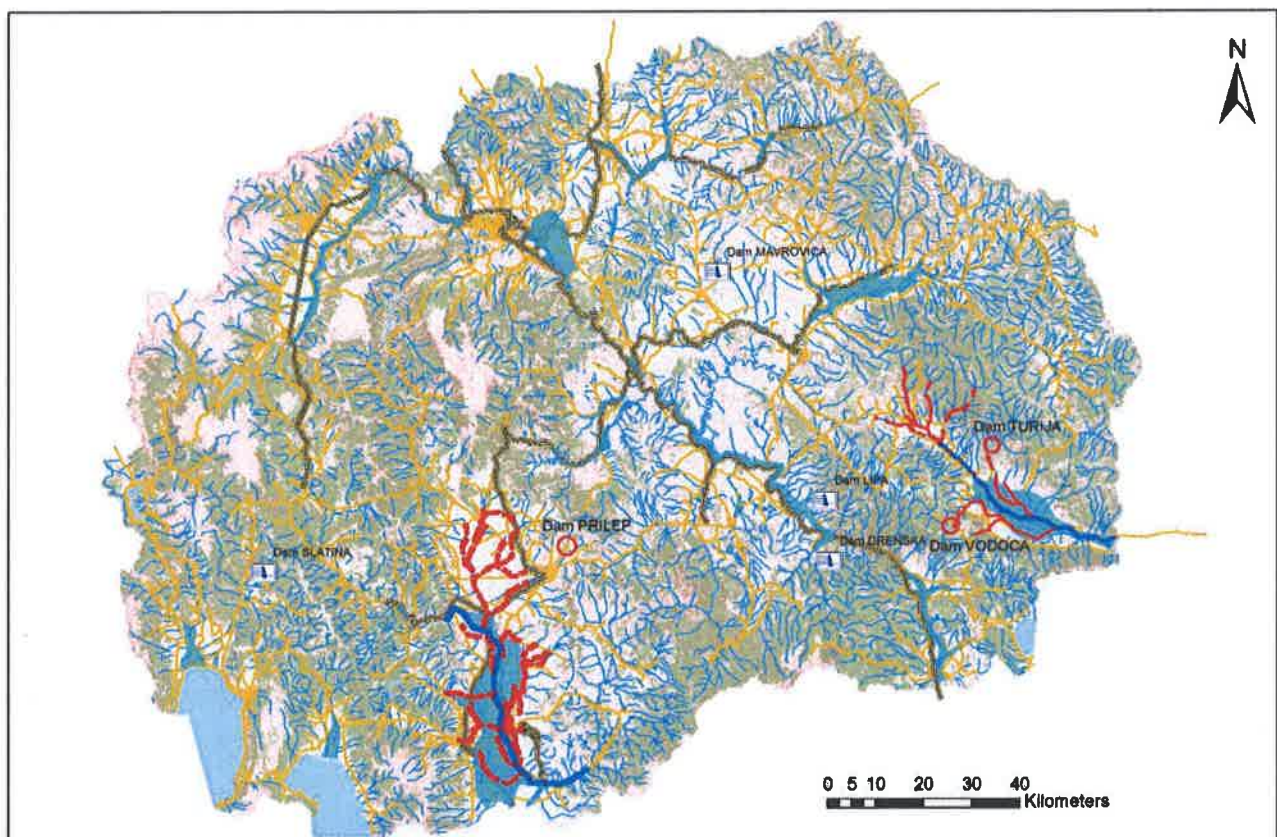 N
Dam MAVROVICA
Dam TURIJA
Dam LIPA
Dam PRILEP
Dam DRENSKA
Dam VODOCA
Dam SLATINA
0 5 10 20 30 40
Kilometers